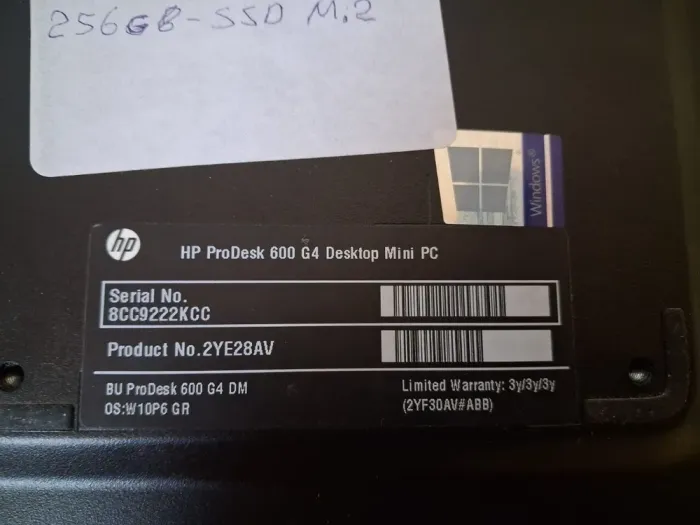 256GB-SSD M.2
Windows®
hp
HP ProDesk 600 G4 Desktop Mini PC
Serial No.
8CC9222KCC
Product No.2YE28AV
BU ProDesk 600 G4 DM
OS:W10P6 GR
Limited Warranty: 3y/3y/3y
(2YF30AV#ABB)